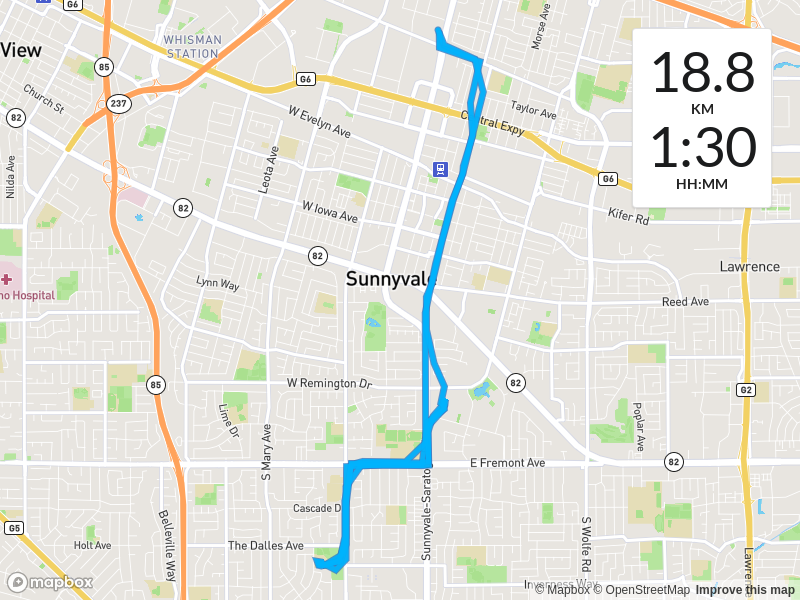 G6
View
WHISMAN
STATION
Morse Ave
85
G6
18.8
KM
1:30
HH:MM
Church St
237
82
W Evelyn Ave
Taylor Ave
Central Expy
Nilda Ave
Leota Ave
G6
82
W Iowa Ave
Kifer Rd
82
Lawrence
Sunnyvale
Lynn Way
no Hospital
Reed Ave
85
W Remington Dr
82
G2
Lime Dr
S Mary Ave
Poplar Ave
E Fremont Ave
82
Sunnyvale-Sarato
Cascade D
G5
Belleville Way
S Wolfe Rd
Holt Ave
The Dalles Ave
Lawren
Inverness Way
mapbox
© Mapbox © OpenStreetMap Improve this map